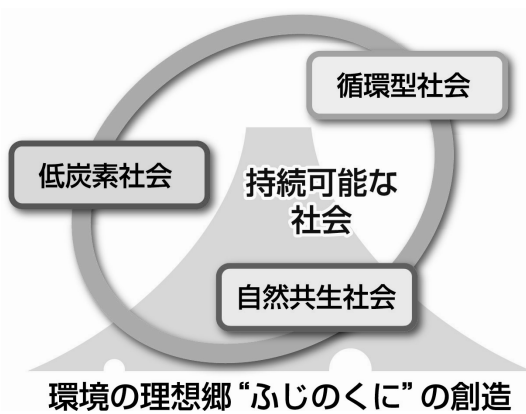 循環型社会
低炭素社会
持続可能な
社会
自然共生社会
環境の理想郷“ふじのくに”の創造